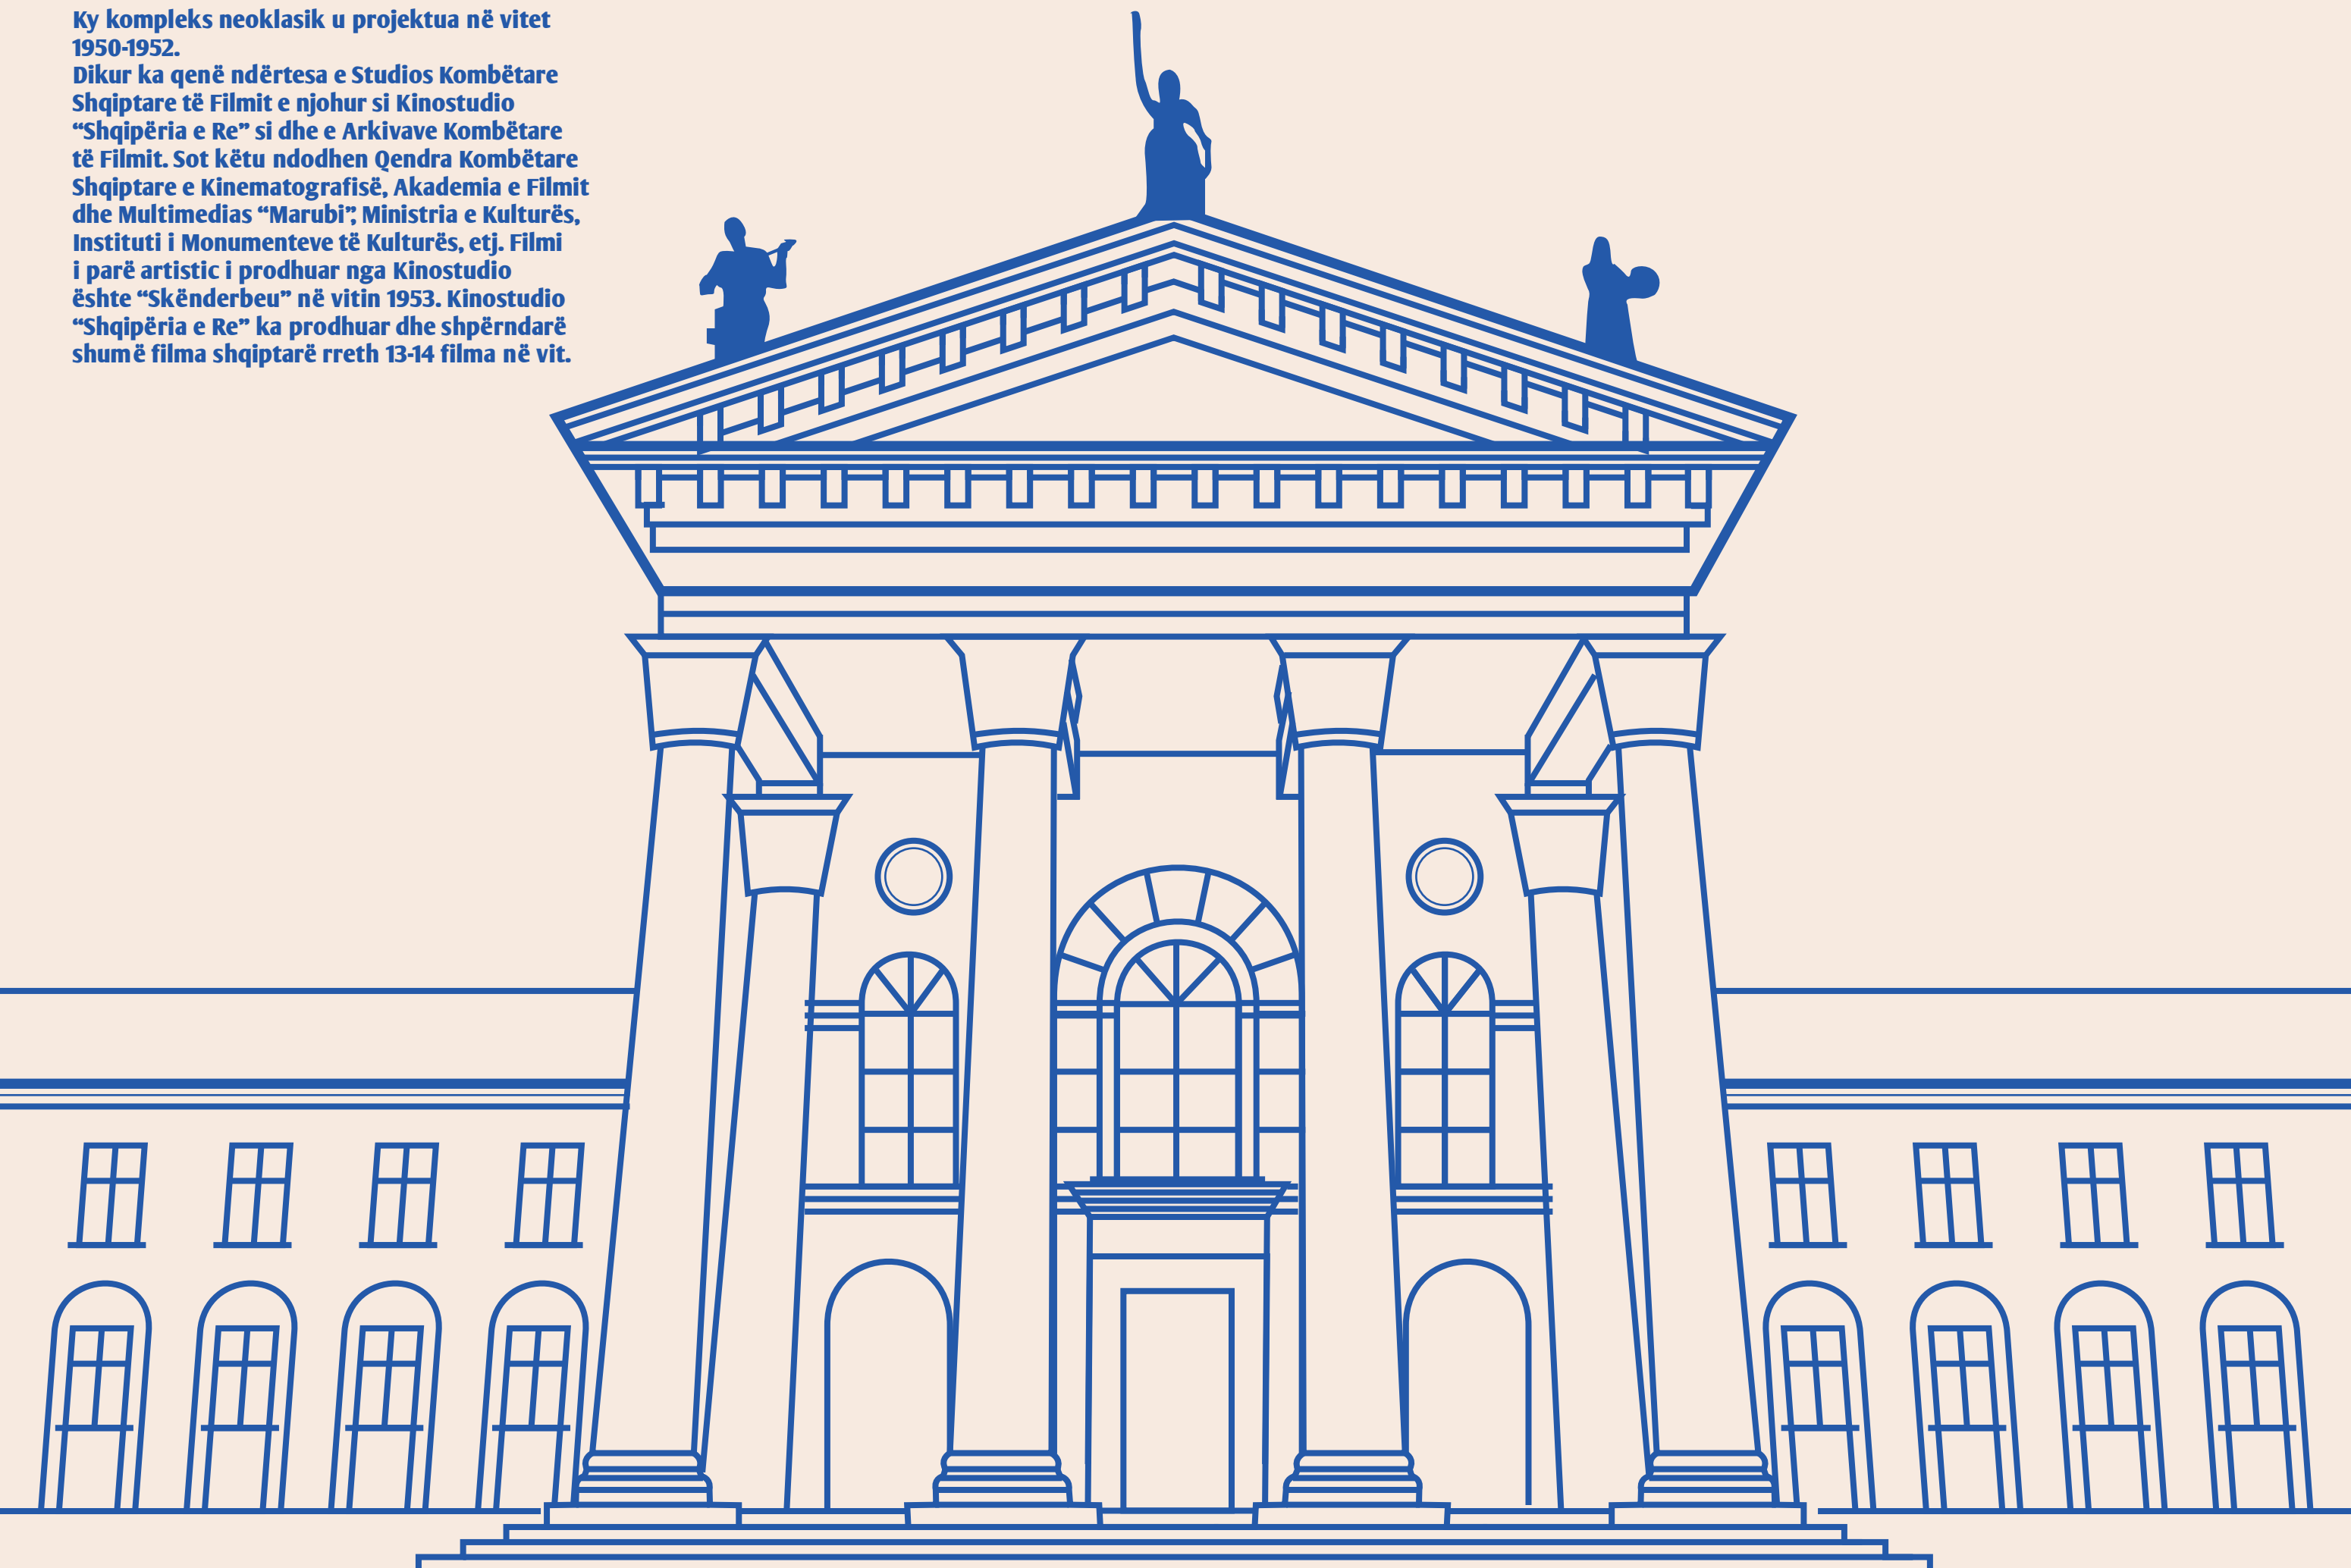 Ky kompleks neoklasik u projektua në vitet
1950-1952.
Dikur ka qenë ndërtesa e Studios Kombëtare
Shqiptare të Filmit e njohur si Kinostudio
“Shqipëria e Re” si dhe e Arkivave Kombëtare
të Filmit. Sot këtu ndodhen Qendra Kombëtare
Shqiptare e Kinematografisë, Akademia e Filmit
dhe Multimedias “Marubi”, Ministria e Kulturës,
Instituti i Monumenteve të Kulturës, etj. Filmi
i parë artistic i prodhuar nga Kinostudio
është “Skënderbeu” në vitin 1953. Kinostudio
“Shqipëria e Re” ka prodhuar dhe shpërndarë
shumë filma shqiptarë rreth 13-14 filma në vit.